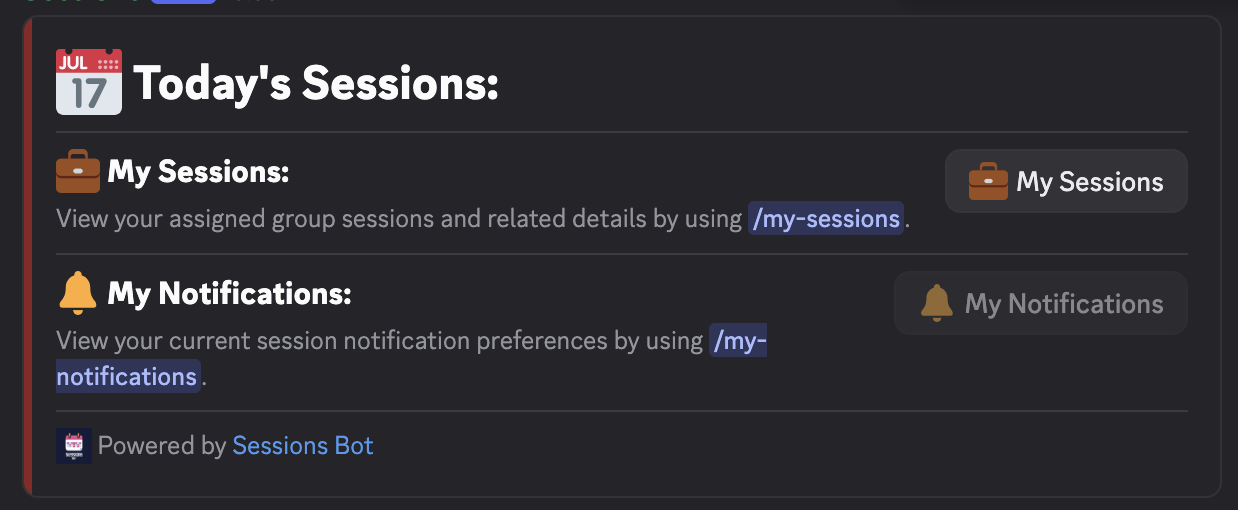 JUL
17
Today's Sessions:
My Sessions:
My Sessions
View your assigned group sessions and related details by using /my-sessions.
My Notifications:
My Notifications
View your current session notification preferences by using /my-
notifications.
Powered by Sessions Bot